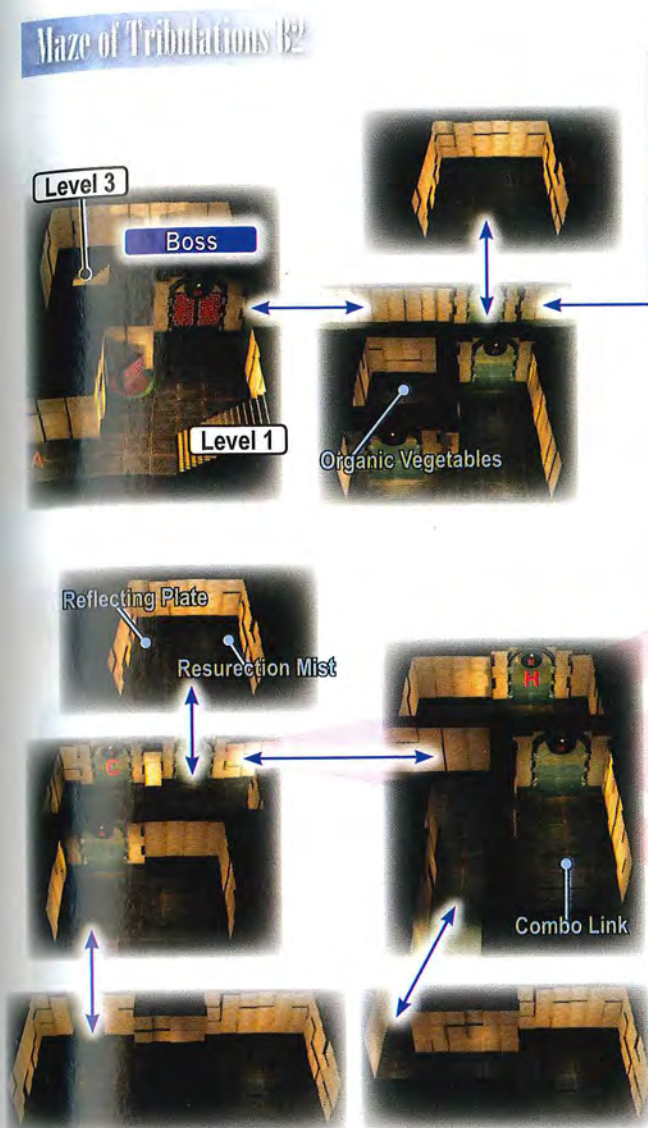 Maze of Tribulations B2
Level 3
Boss
Level 1
A
Organic Vegetables
Reflecting Plate
Resurection Mist
H
C
Combo Link